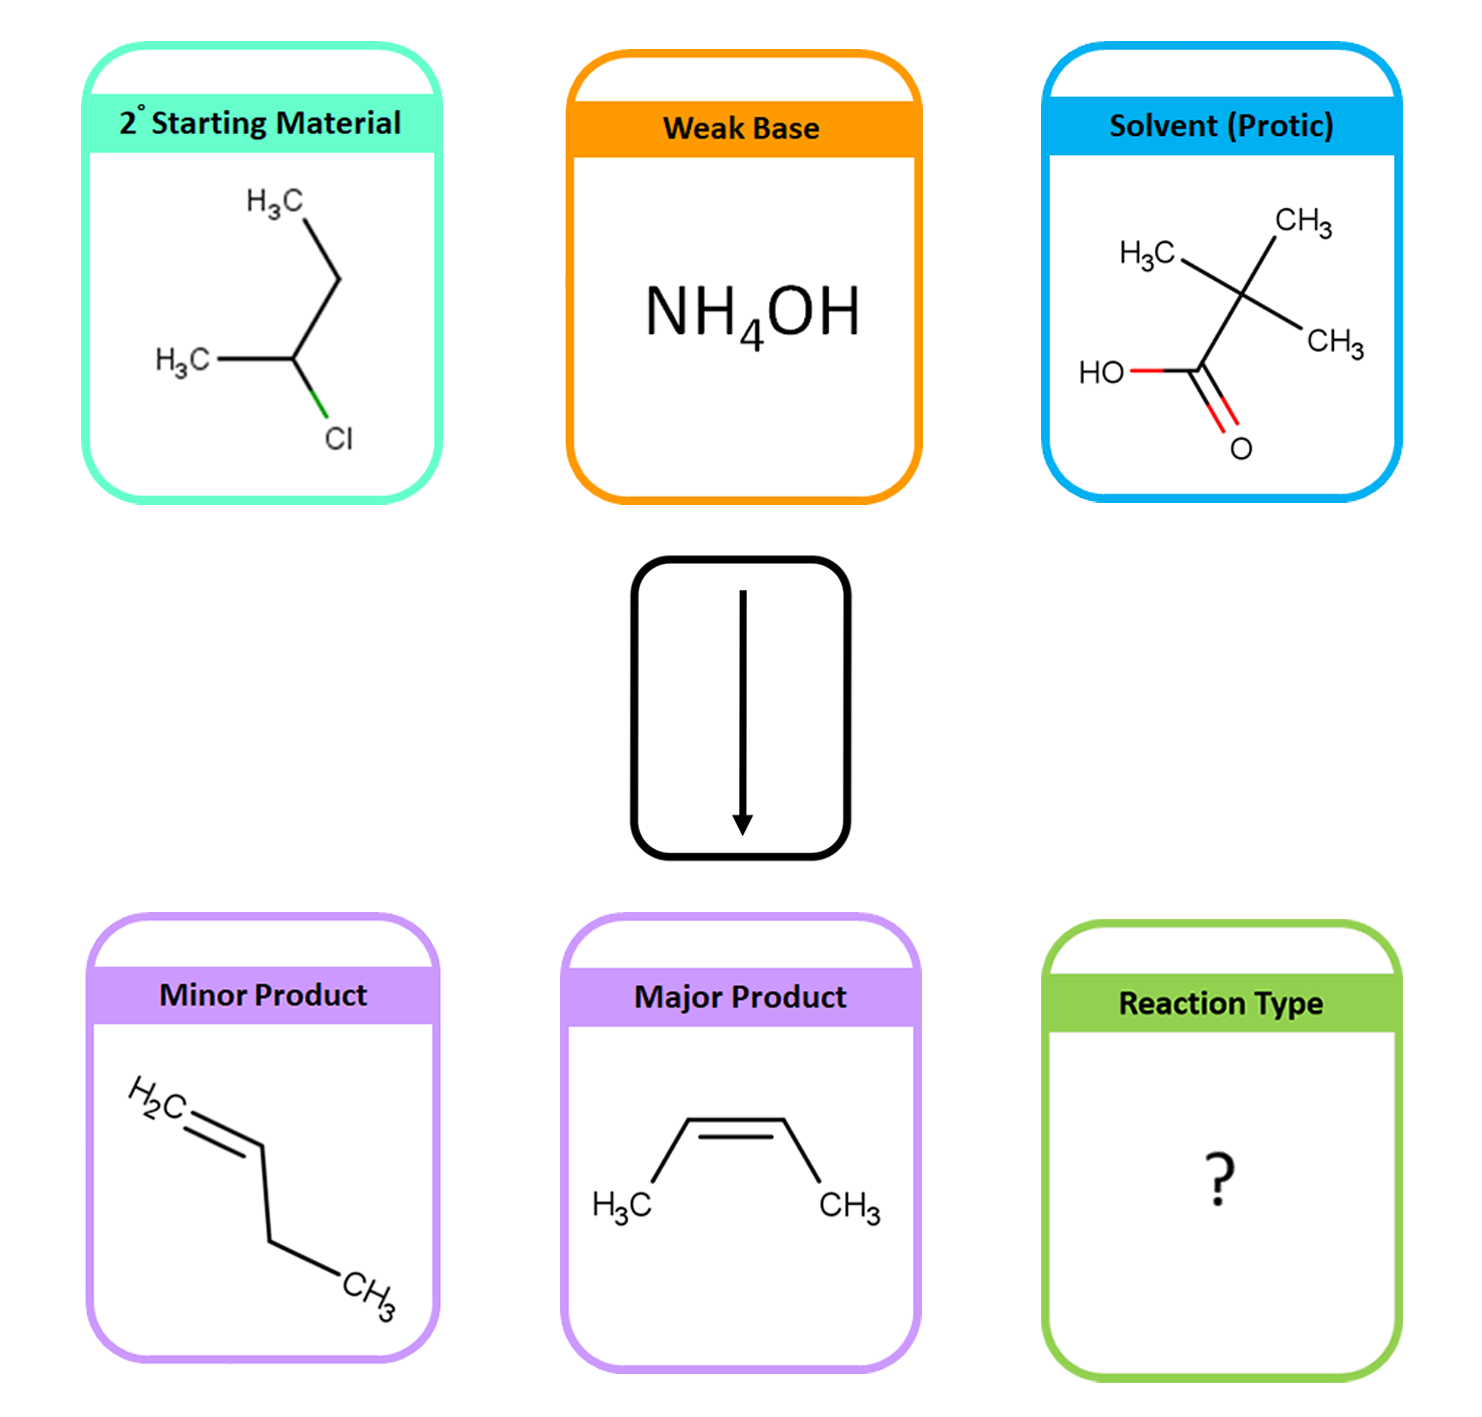 2° Starting Material
H₃C
H₃C
Cl
Weak Base
NH₄OH
Solvent (Protic)
CH₃
H₃C
CH₃
HO
O
Minor Product
H₂C
CH₃
Major Product
H₃C
CH₃
Reaction Type
?